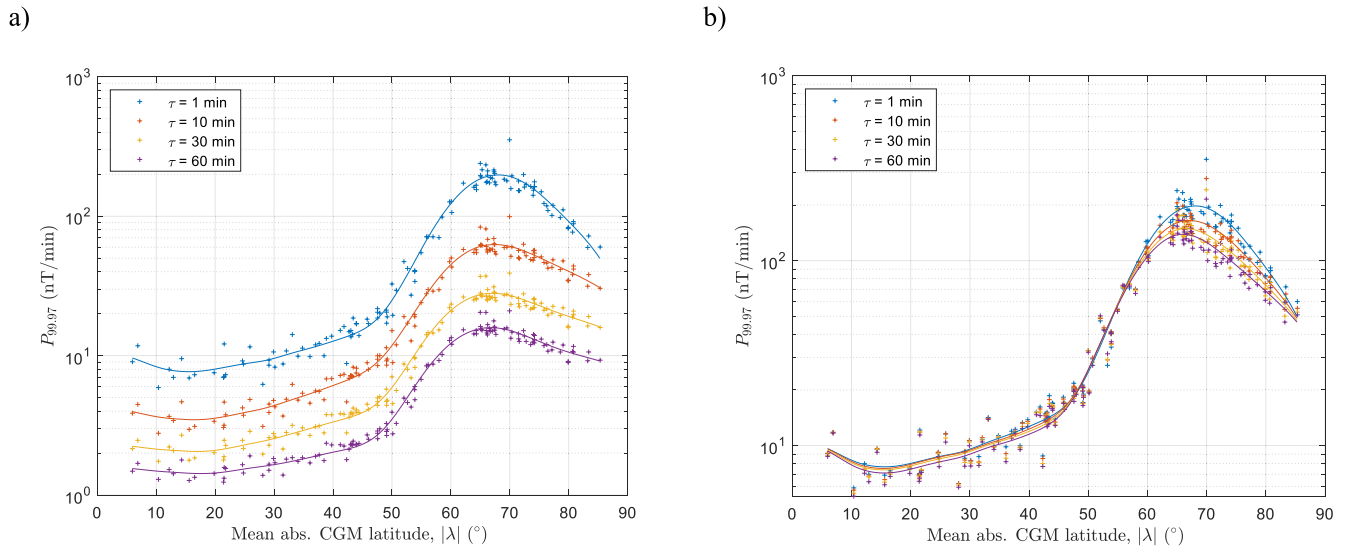 a)
10³
τ = 1 min
τ = 10 min
τ = 30 min
τ = 60 min
10²
10¹
10⁰
P₉₉.₉₇ (nT/min)
0 10 20 30 40 50 60 70 80 90
Mean abs. CGM latitude, |λ| (°)
b)
10³
τ = 1 min
τ = 10 min
τ = 30 min
τ = 60 min
10²
10¹
P₉₉.₉₇ (nT/min)
0 10 20 30 40 50 60 70 80 90
Mean abs. CGM latitude, |λ| (°)